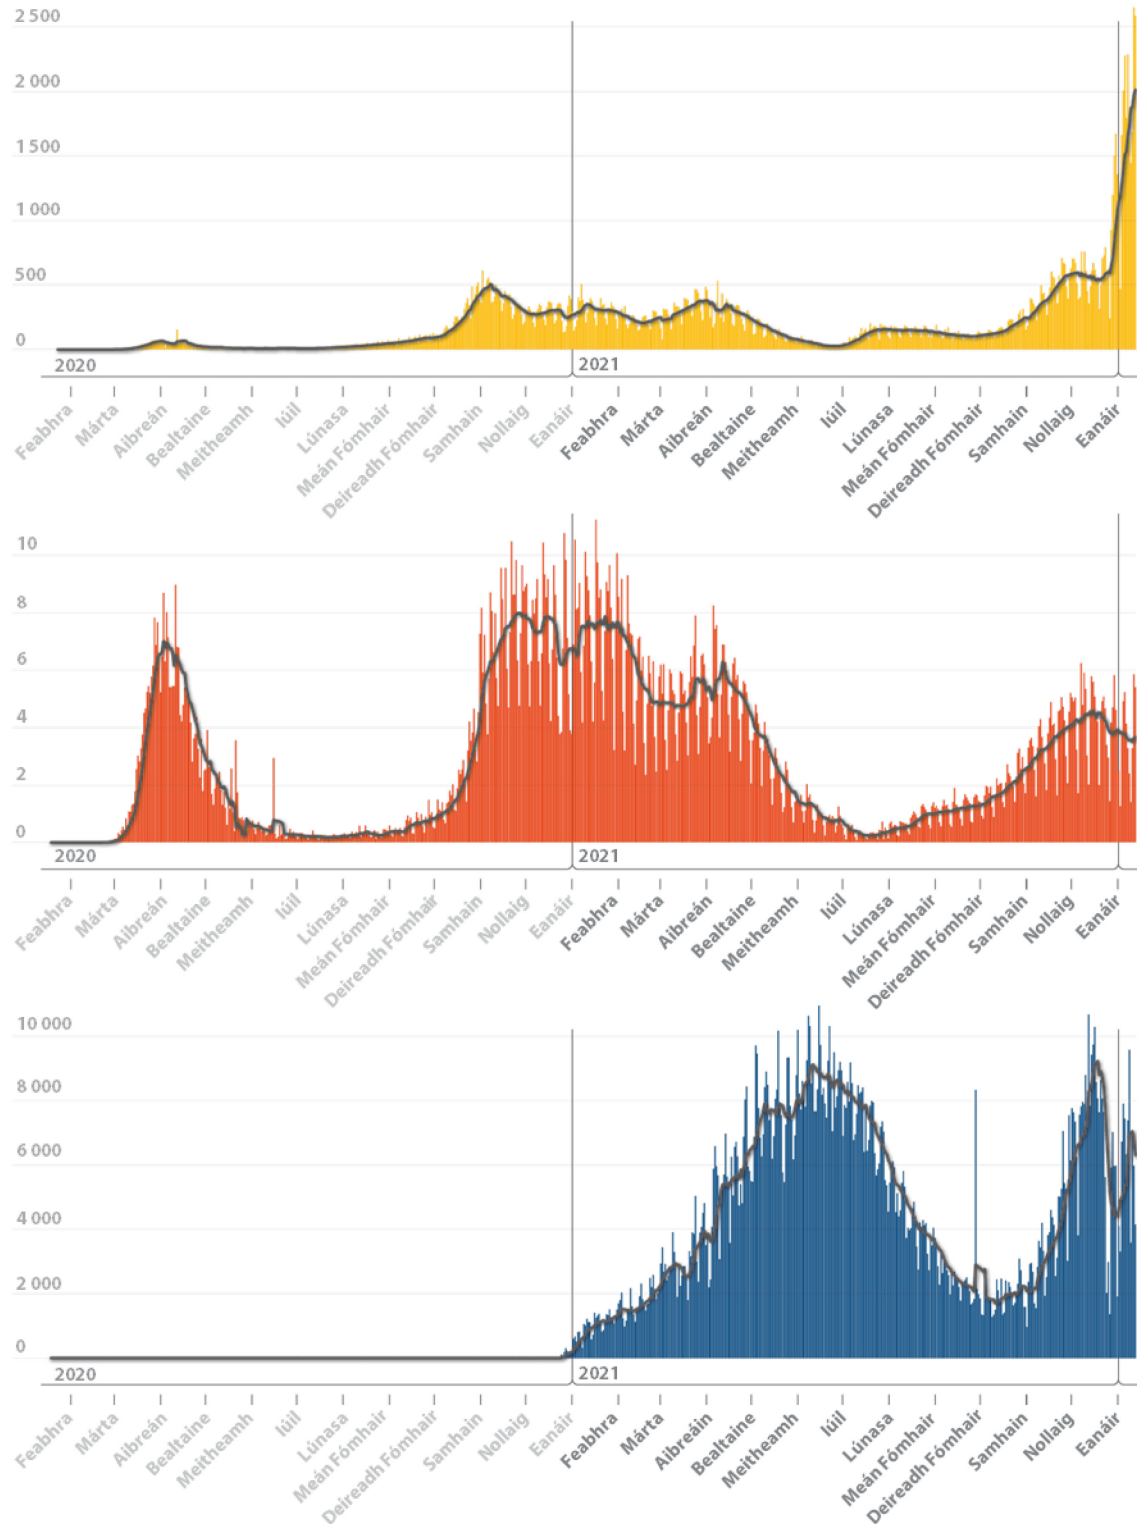 2 500
2 000
1 500
1 000
500
0
2020
2021
Feabhra
Márta
Aibreán
Bealtaine
Meitheamh
Iúil
Lúnasa
Meán Fómhair
Deireadh Fómhair
Samhain
Nollaig
Eanáir
Feabhra
Márta
Aibreán
Bealtaine
Meitheamh
Iúil
Lúnasa
Meán Fómhair
Deireadh Fómhair
Samhain
Nollaig
Eanáir
10
8
6
4
2
0
2020
2021
Feabhra
Márta
Aibreán
Bealtaine
Meitheamh
Iúil
Lúnasa
Meán Fómhair
Deireadh Fómhair
Samhain
Nollaig
Eanáir
Feabhra
Márta
Aibreán
Bealtaine
Meitheamh
Iúil
Lúnasa
Meán Fómhair
Deireadh Fómhair
Samhain
Nollaig
Eanáir
10 000
8 000
6 000
4 000
2 000
0
2020
2021
Feabhra
Márta
Aibreán
Bealtaine
Meitheamh
Iúil
Lúnasa
Meán Fómhair
Deireadh Fómhair
Samhain
Nollaig
Eanáir
Feabhra
Márta
Aibreáin
Bealtaine
Meitheamh
Iúil
Lúnasa
Meán Fómhair
Deireadh Fómhair
Samhain
Nollaig
Eanáir